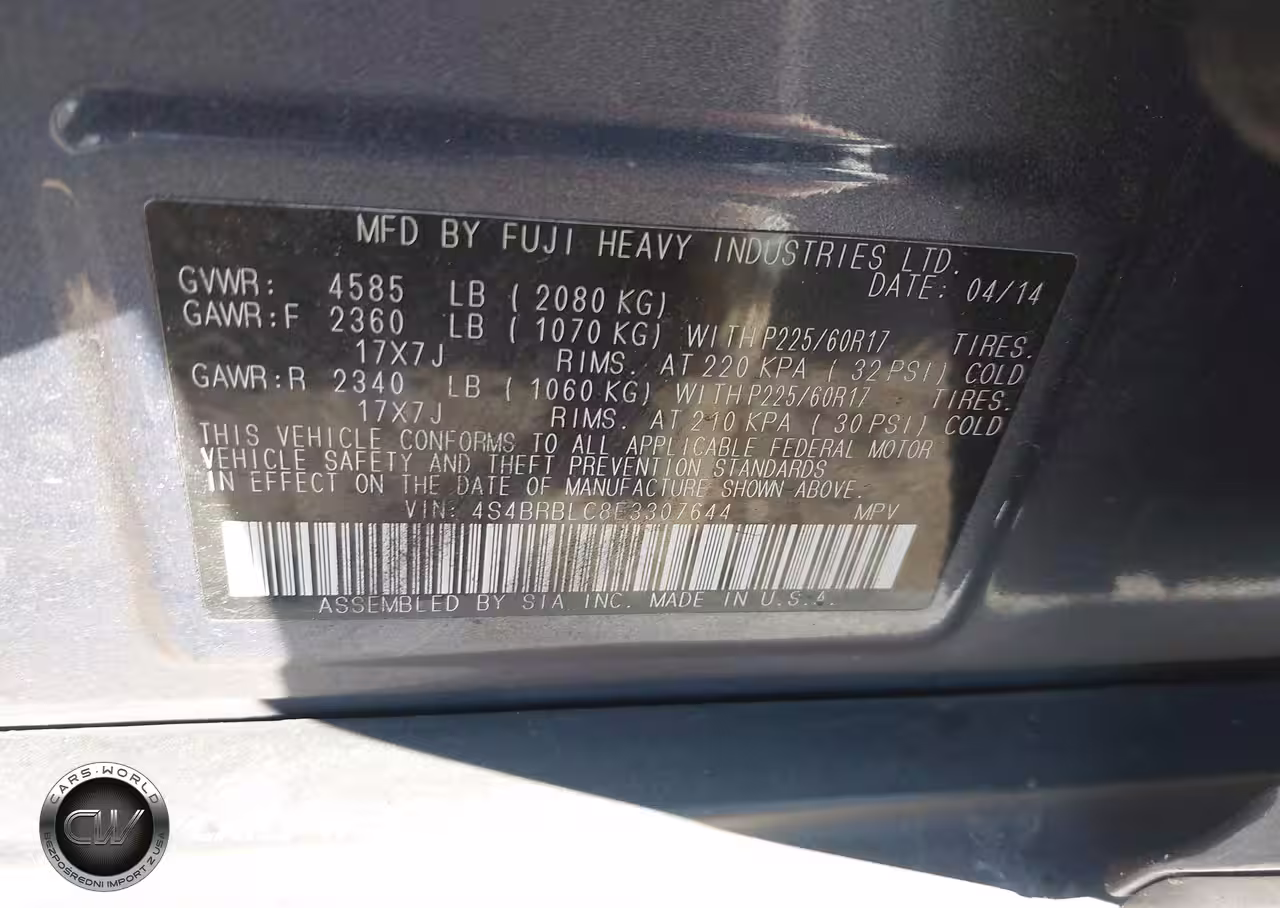 MFD BY FUJI HEAVY INDUSTRIES LTD.
DATE: 04/14
GVWR: 4585 LB ( 2080 KG)
GAWR:F 2360 LB ( 1070 KG) WITH P225/60R17 TIRES.
17X7J RIMS. AT 220 KPA ( 32 PSI) COLD
GAWR:R 2340 LB ( 1060 KG) WITH P225/60R17 TIRES.
17X7J RIMS. AT 210 KPA ( 30 PSI) COLD
THIS VEHICLE CONFORMS TO ALL APPLICABLE FEDERAL MOTOR
VEHICLE SAFETY AND THEFT PREVENTION STANDARDS
IN EFFECT ON THE DATE OF MANUFACTURE SHOWN ABOVE.
VIN: 4S4BRBLC8E3307644 MPV
ASSEMBLED BY SIA INC. MADE IN U.S.A.
CARS·WORLD
CW
BEZPOŚREDNI IMPORT Z USA